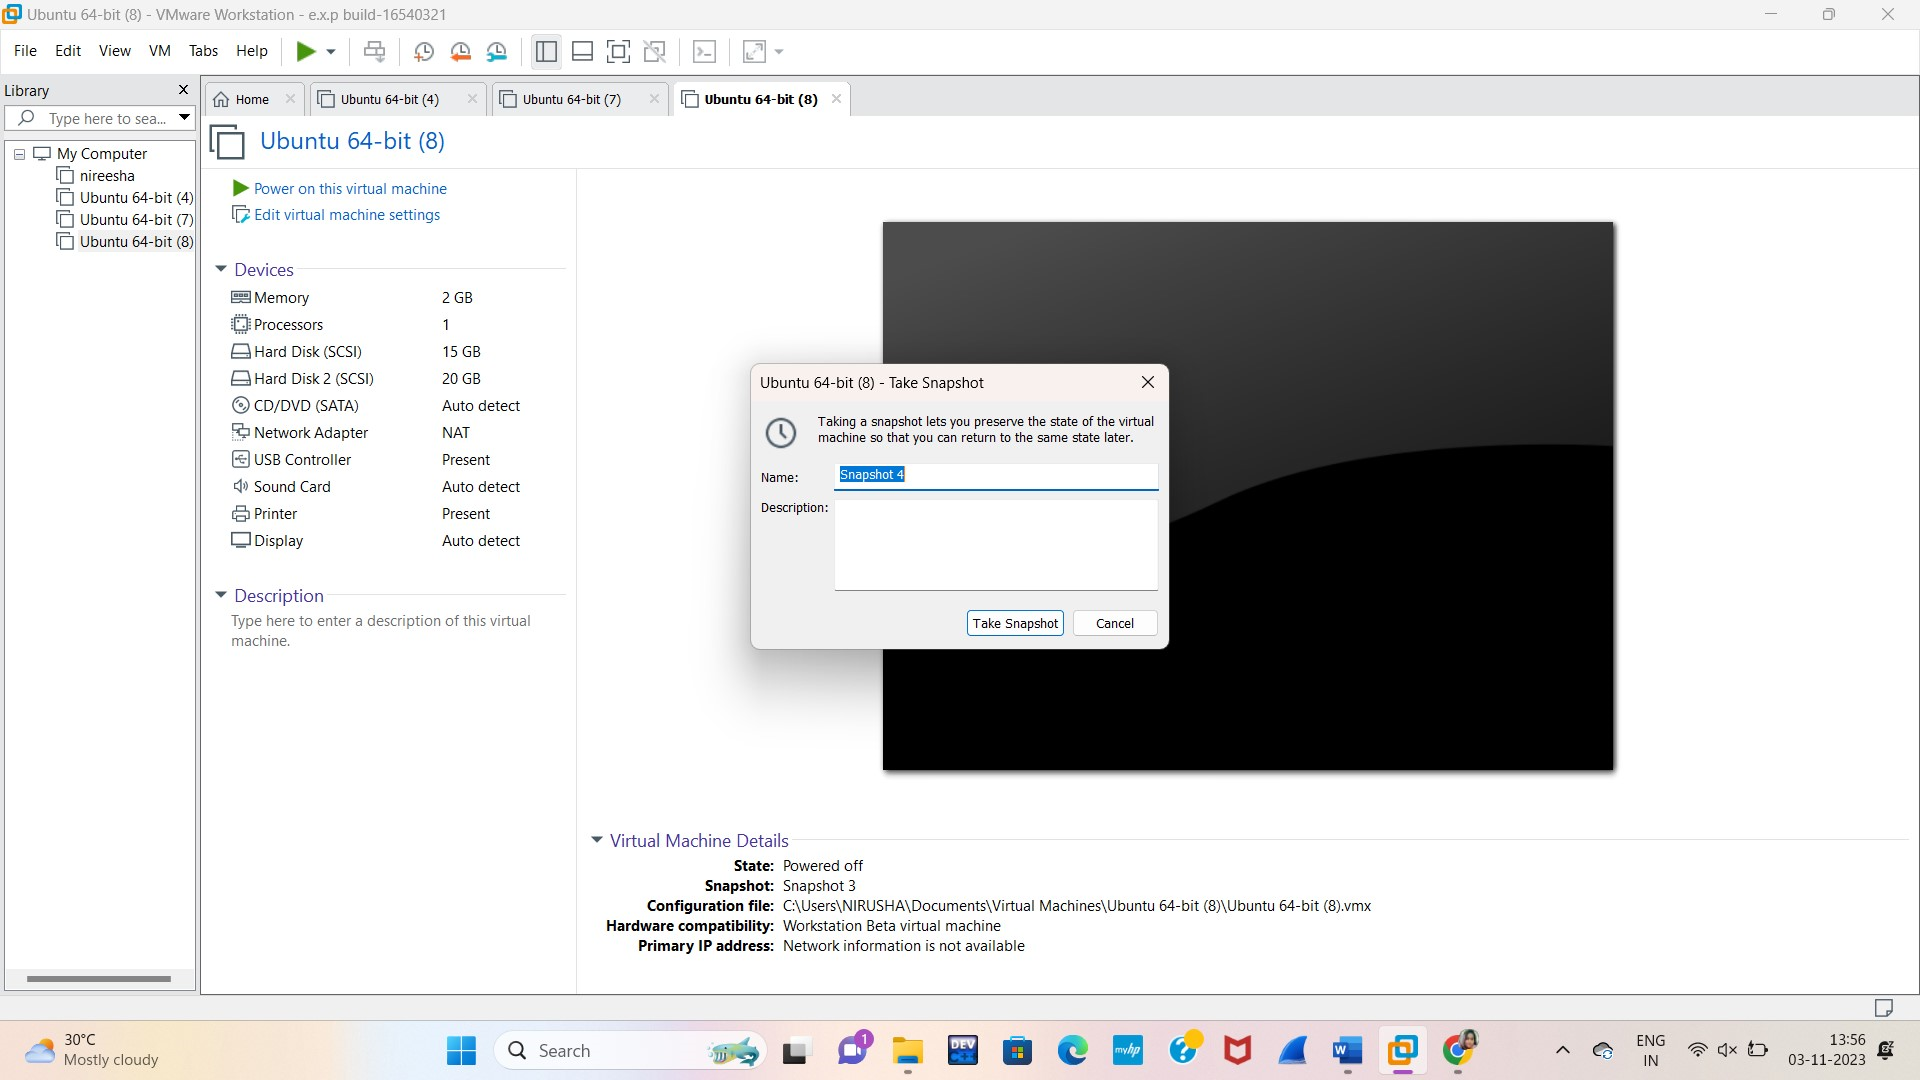 Ubuntu 64-bit (8) - VMware Workstation - e.x.p build-16540321
File Edit View VM Tabs Help
Library
Type here to sea...
My Computer
nireesha
Ubuntu 64-bit (4)
Ubuntu 64-bit (7)
Ubuntu 64-bit (8)
Home Ubuntu 64-bit (4) Ubuntu 64-bit (7) Ubuntu 64-bit (8)
Ubuntu 64-bit (8)
Power on this virtual machine
Edit virtual machine settings
Devices
Memory 2 GB
Processors 1
Hard Disk (SCSI) 15 GB
Hard Disk 2 (SCSI) 20 GB
CD/DVD (SATA) Auto detect
Network Adapter NAT
USB Controller Present
Sound Card Auto detect
Printer Present
Display Auto detect
Description
Type here to enter a description of this virtual
machine.
Ubuntu 64-bit (8) - Take Snapshot
Taking a snapshot lets you preserve the state of the virtual
machine so that you can return to the same state later.
Name: Snapshot 4
Description:
Take Snapshot Cancel
Virtual Machine Details
State: Powered off
Snapshot: Snapshot 3
Configuration file: C:\Users\NIRUSHA\Documents\Virtual Machines\Ubuntu 64-bit (8)\Ubuntu 64-bit (8).vmx
Hardware compatibility: Workstation Beta virtual machine
Primary IP address: Network information is not available
30°C
Mostly cloudy
Search
1
DEV
C++
myhp
ENG
IN
13:56
03-11-2023